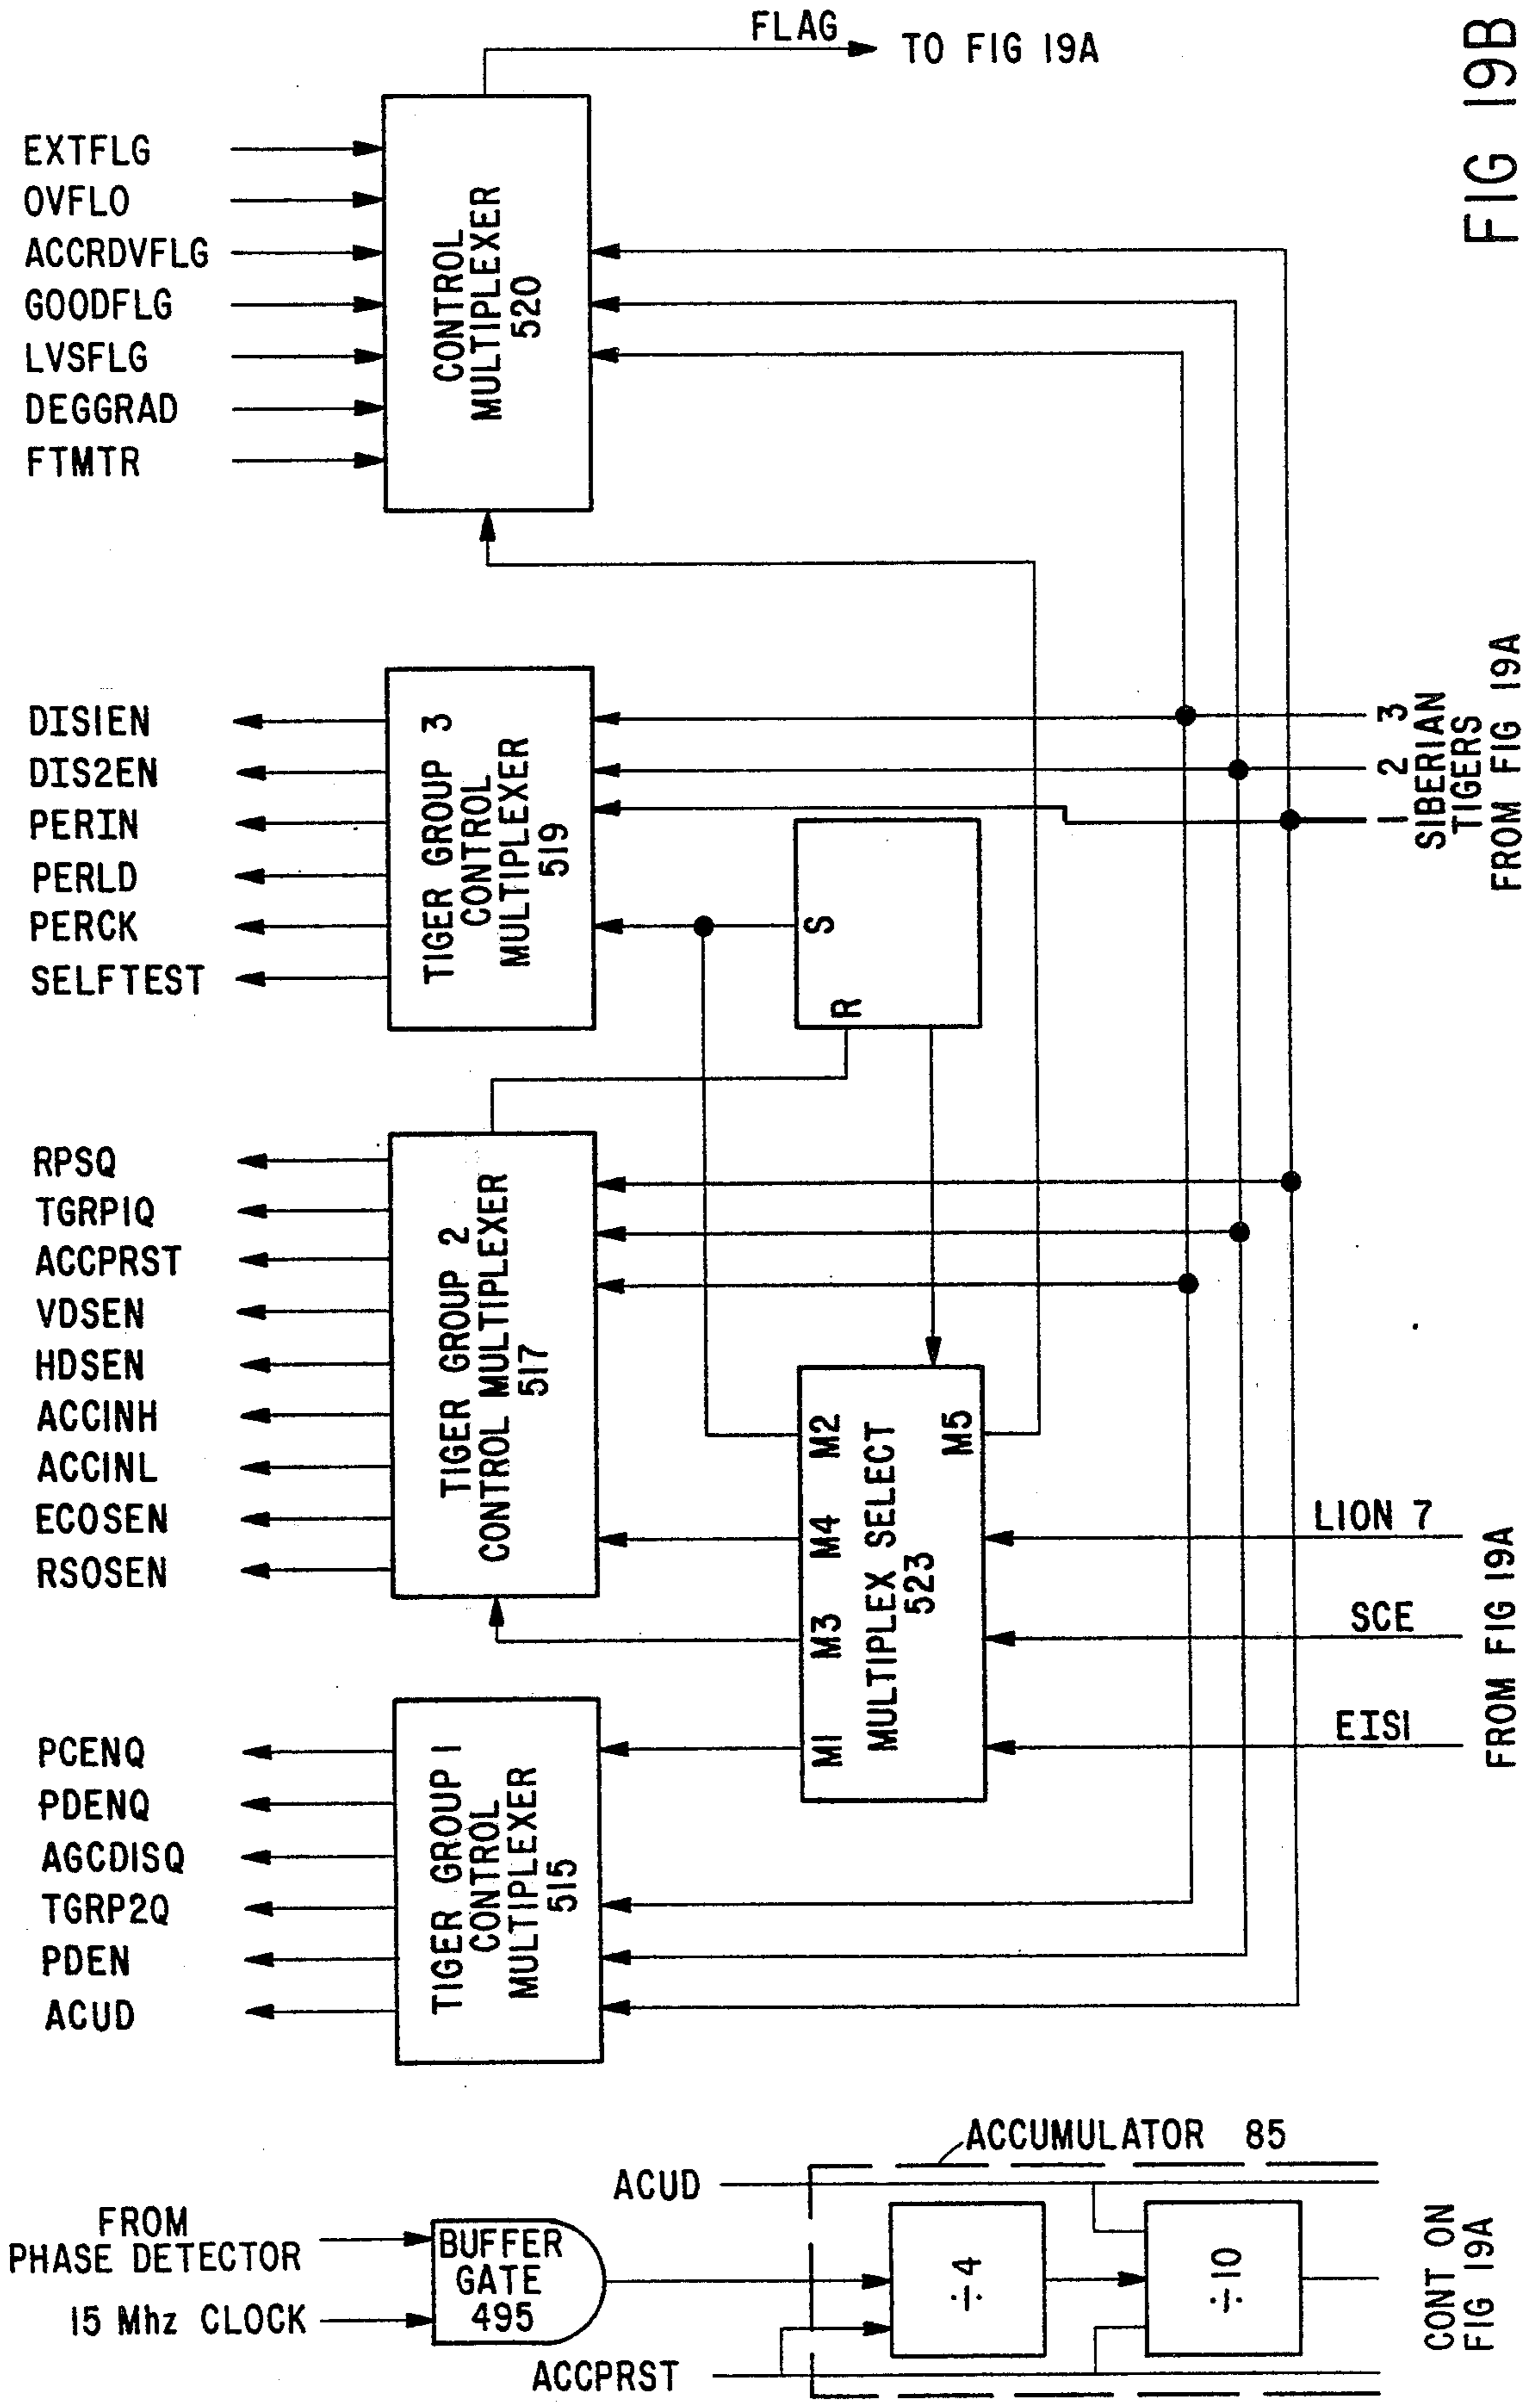 FLAG
TO FIG 19A
FIG 19B
EXTFLG
OVFLO
ACCRDVFLG
GOODFLG
LVSFLG
DEGGRAD
FTMTR
CONTROL
MULTIPLEXER
520
DIS1EN
DIS2EN
PERIN
PERLD
PERCK
SELFTEST
TIGER GROUP 3
CONTROL
MULTIPLEXER
519
S
R
3
2
1
SIBERIAN
TIGERS
FROM FIG 19A
RPSQ
TGRP1Q
ACCPRST
VDSEN
HDSEN
ACCINH
ACCINL
ECOSEN
RSOSEN
TIGER GROUP 2
CONTROL MULTIPLEXER
517
M2
M4
M3
M1
M5
MULTIPLEX SELECT
523
LION 7
SCE
EIS1
FROM FIG 19A
PCENQ
PDENQ
AGCDISQ
TGRP2Q
PDEN
ACUD
TIGER GROUP 1
CONTROL
MULTIPLEXER
515
ACCUMULATOR 85
ACUD
FROM
PHASE DETECTOR
15 Mhz CLOCK
BUFFER
GATE
495
÷4
÷10
ACCPRST
CONT ON
FIG 19A